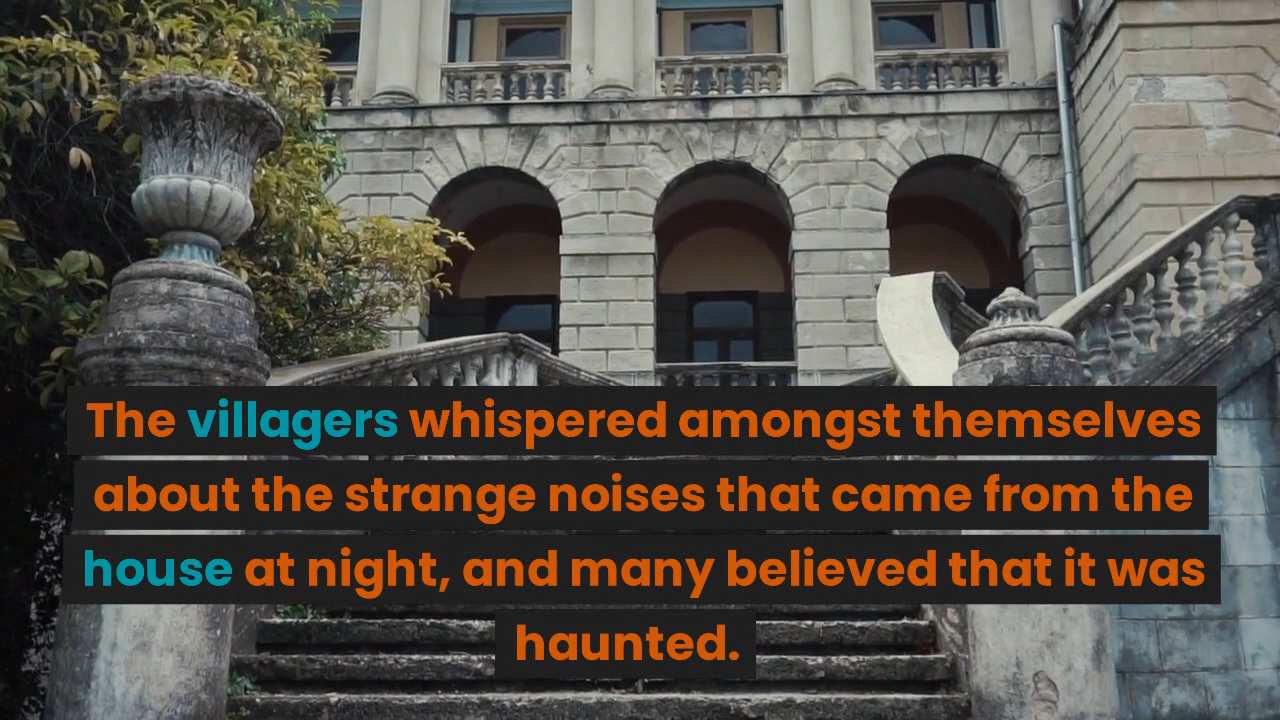 The villagers whispered amongst themselves
about the strange noises that came from the
house at night, and many believed that it was
haunted.